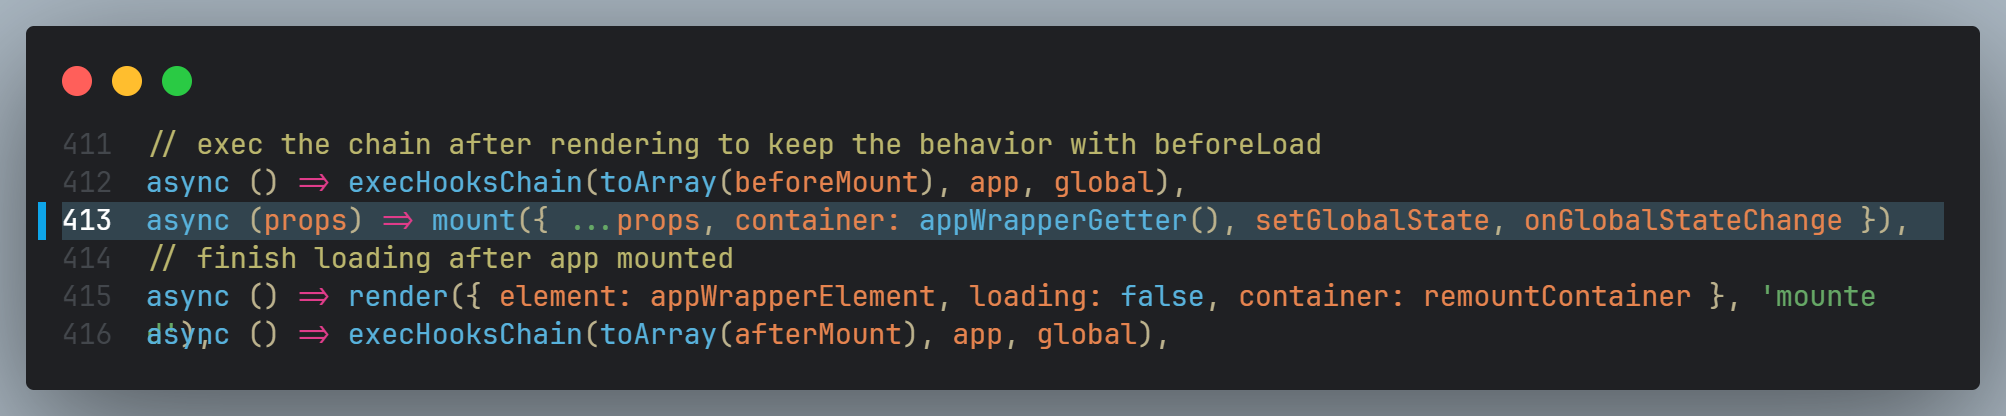 411 // exec the chain after rendering to keep the behavior with beforeLoad
412 async () => execHooksChain(toArray(beforeMount), app, global),
413 async (props) => mount({ ...props, container: appWrapperGetter(), setGlobalState, onGlobalStateChange }),
414 // finish loading after app mounted
415 async () => render({ element: appWrapperElement, loading: false, container: remountContainer }, 'mounte
d'),
416 async () => execHooksChain(toArray(afterMount), app, global),